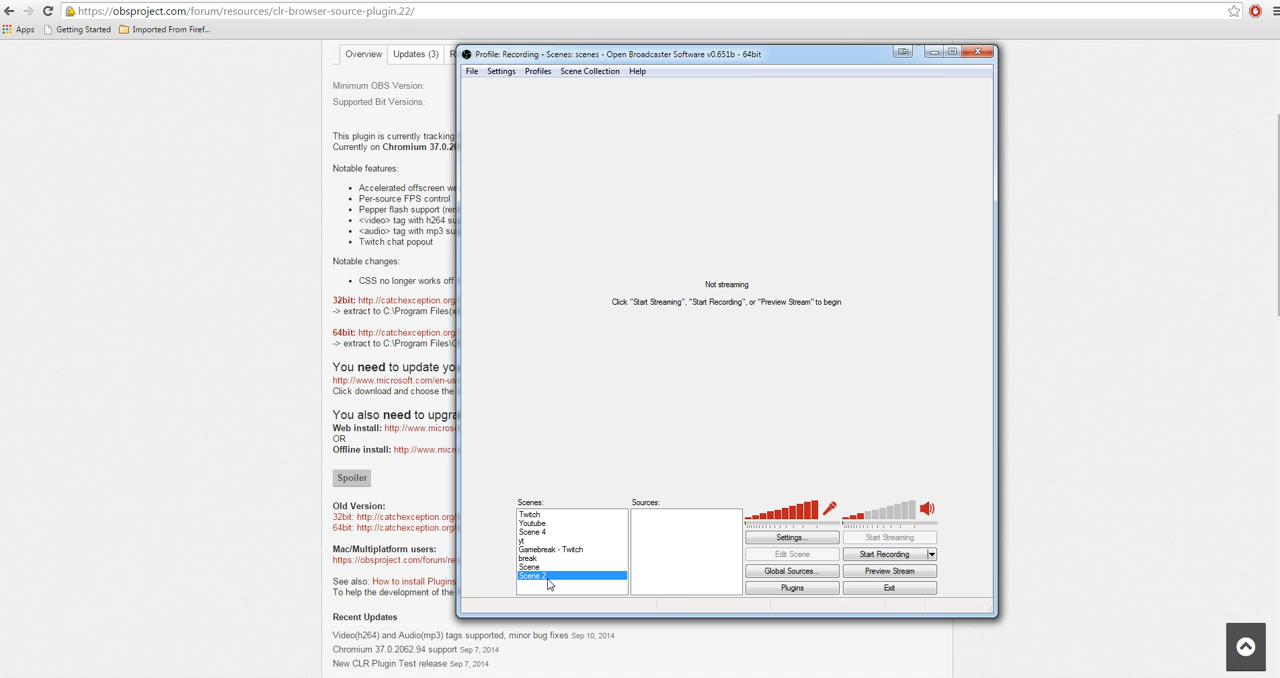 https://obsproject.com/forum/resources/clr-browser-source-plugin.22/
Apps Getting Started Imported From Firef...
Overview Updates (3)
Profile: Recording - Scenes: scenes - Open Broadcaster Software v0.651b - 64bit
File Settings Profiles Scene Collection Help
Minimum OBS Version:
Supported Bit Versions:
This plugin is currently tracking
Currently on Chromium 37.0.20
Notable features:
Accelerated offscreen we
Per-source FPS control
Pepper flash support (ren
<video> tag with h264 su
<audio> tag with mp3 su
Twitch chat popout
Notable changes:
CSS no longer works off
32bit: http://catchexception.org/
-> extract to C:\Program Files(x
64bit: http://catchexception.org/
-> extract to C:\Program Files\O
You need to update yo
http://www.microsoft.com/en-us
Click download and choose the
You also need to upgra
Web install: http://www.micros
OR
Offline install: http://www.micr
Spoiler
Old Version:
32bit: http://catchexception.org/
64bit: http://catchexception.org/
Mac/Multiplatform users:
https://obsproject.com/forum/re
See also: How to install Plugins
To help the development of the
Recent Updates
Video(h264) and Audio(mp3) tags supported, minor bug fixes Sep 10, 2014
Chromium 37.0.2062.94 support Sep 7, 2014
New CLR Plugin Test release Sep 7, 2014
Not streaming
Click "Start Streaming", "Start Recording", or "Preview Stream" to begin
Scenes:
Twitch
Youtube
Scene 4
yt
Gamebreak - Twitch
break
Scene
Scene 2
Sources:
Settings... Start Streaming
Edit Scene Start Recording
Global Sources... Preview Stream
Plugins Exit